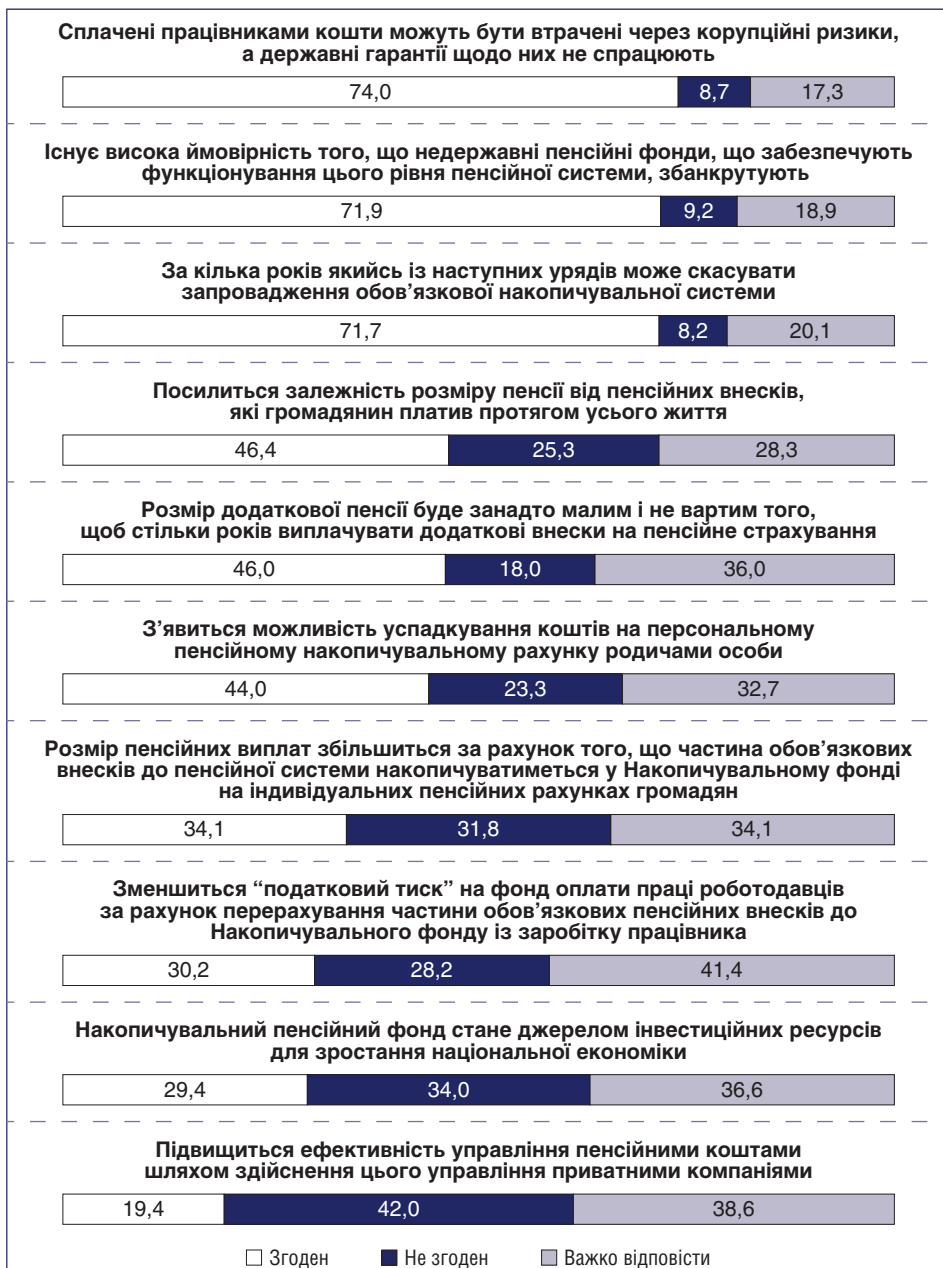 Сплачені працівниками кошти можуть бути втрачені через корупційні ризики,
а державні гарантії щодо них не спрацюють
74,0 8,7 17,3
Існує висока ймовірність того, що недержавні пенсійні фонди, що забезпечують
функціонування цього рівня пенсійної системи, збанкрутують
71,9 9,2 18,9
За кілька років якийсь із наступних урядів може скасувати
запровадження обов’язкової накопичувальної системи
71,7 8,2 20,1
Посилиться залежність розміру пенсії від пенсійних внесків,
які громадянин платив протягом усього життя
46,4 25,3 28,3
Розмір додаткової пенсії буде занадто малим і не вартим того,
щоб стільки років виплачувати додаткові внески на пенсійне страхування
46,0 18,0 36,0
З’явиться можливість успадкування коштів на персональному
пенсійному накопичувальному рахунку родичами особи
44,0 23,3 32,7
Розмір пенсійних виплат збільшиться за рахунок того, що частина обов’язкових
внесків до пенсійної системи накопичуватиметься у Накопичувальному фонді
на індивідуальних пенсійних рахунках громадян
34,1 31,8 34,1
Зменшиться “податковий тиск” на фонд оплати праці роботодавців
за рахунок перерахування частини обов’язкових пенсійних внесків до
Накопичувального фонду із заробітку працівника
30,2 28,2 41,4
Накопичувальний пенсійний фонд стане джерелом інвестиційних ресурсів
для зростання національної економіки
29,4 34,0 36,6
Підвищиться ефективність управління пенсійними коштами
шляхом здійснення цього управління приватними компаніями
19,4 42,0 38,6
Згоден Не згоден Важко відповісти